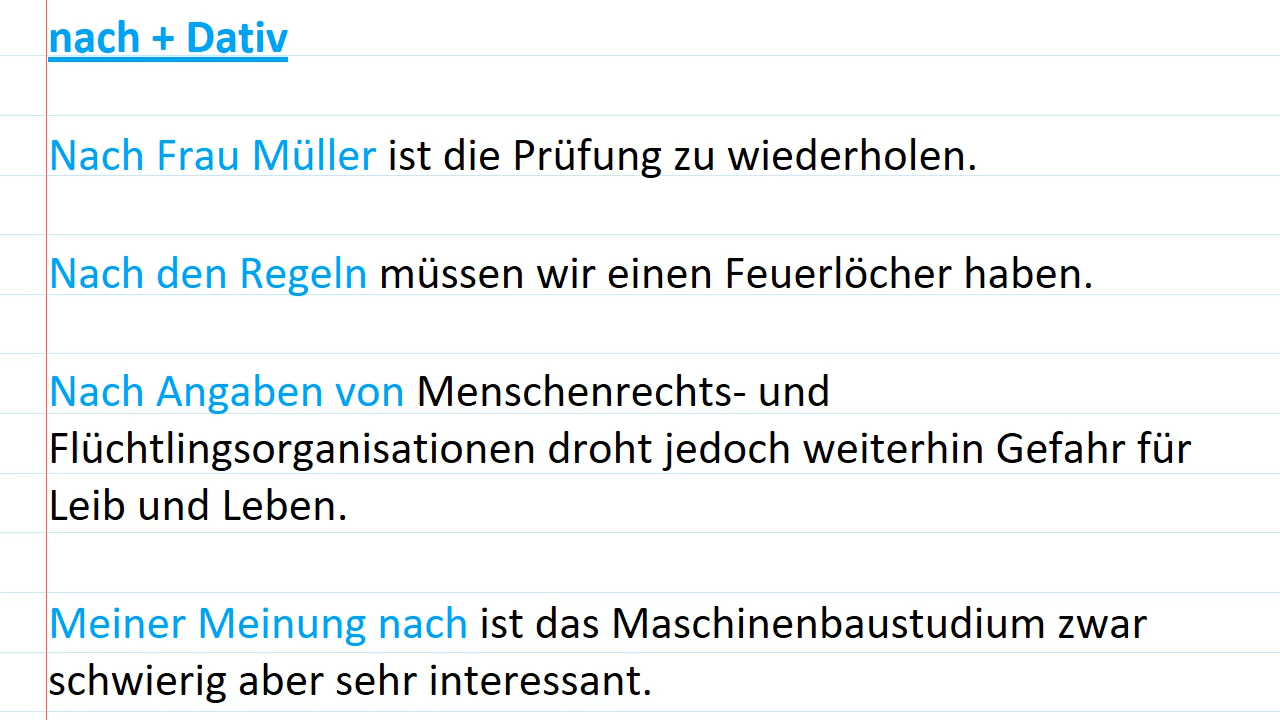 nach + Dativ
Nach Frau Müller ist die Prüfung zu wiederholen.
Nach den Regeln müssen wir einen Feuerlöcher haben.
Nach Angaben von Menschenrechts- und
Flüchtlingsorganisationen droht jedoch weiterhin Gefahr für
Leib und Leben.
Meiner Meinung nach ist das Maschinenbaustudium zwar
schwierig aber sehr interessant.